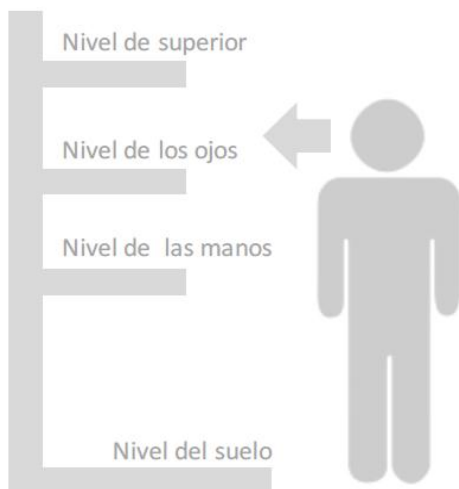 Nivel de superior
Nivel de los ojos
Nivel de las manos
Nivel del suelo